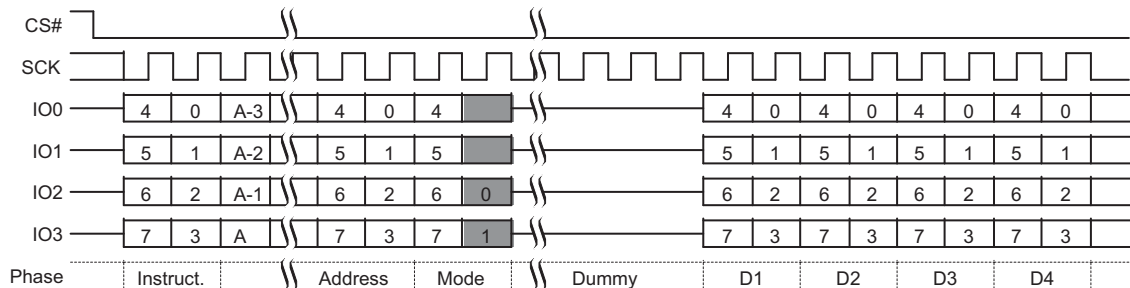 CS#
SCK
IO0 4 0 A-3 4 0 4 4 0 4 0 4 0 4 0
IO1 5 1 A-2 5 1 5 5 1 5 1 5 1 5 1
IO2 6 2 A-1 6 2 6 0 6 2 6 2 6 2 6 2
IO3 7 3 A 7 3 7 1 7 3 7 3 7 3 7 3
Phase Instruct. Address Mode Dummy D1 D2 D3 D4